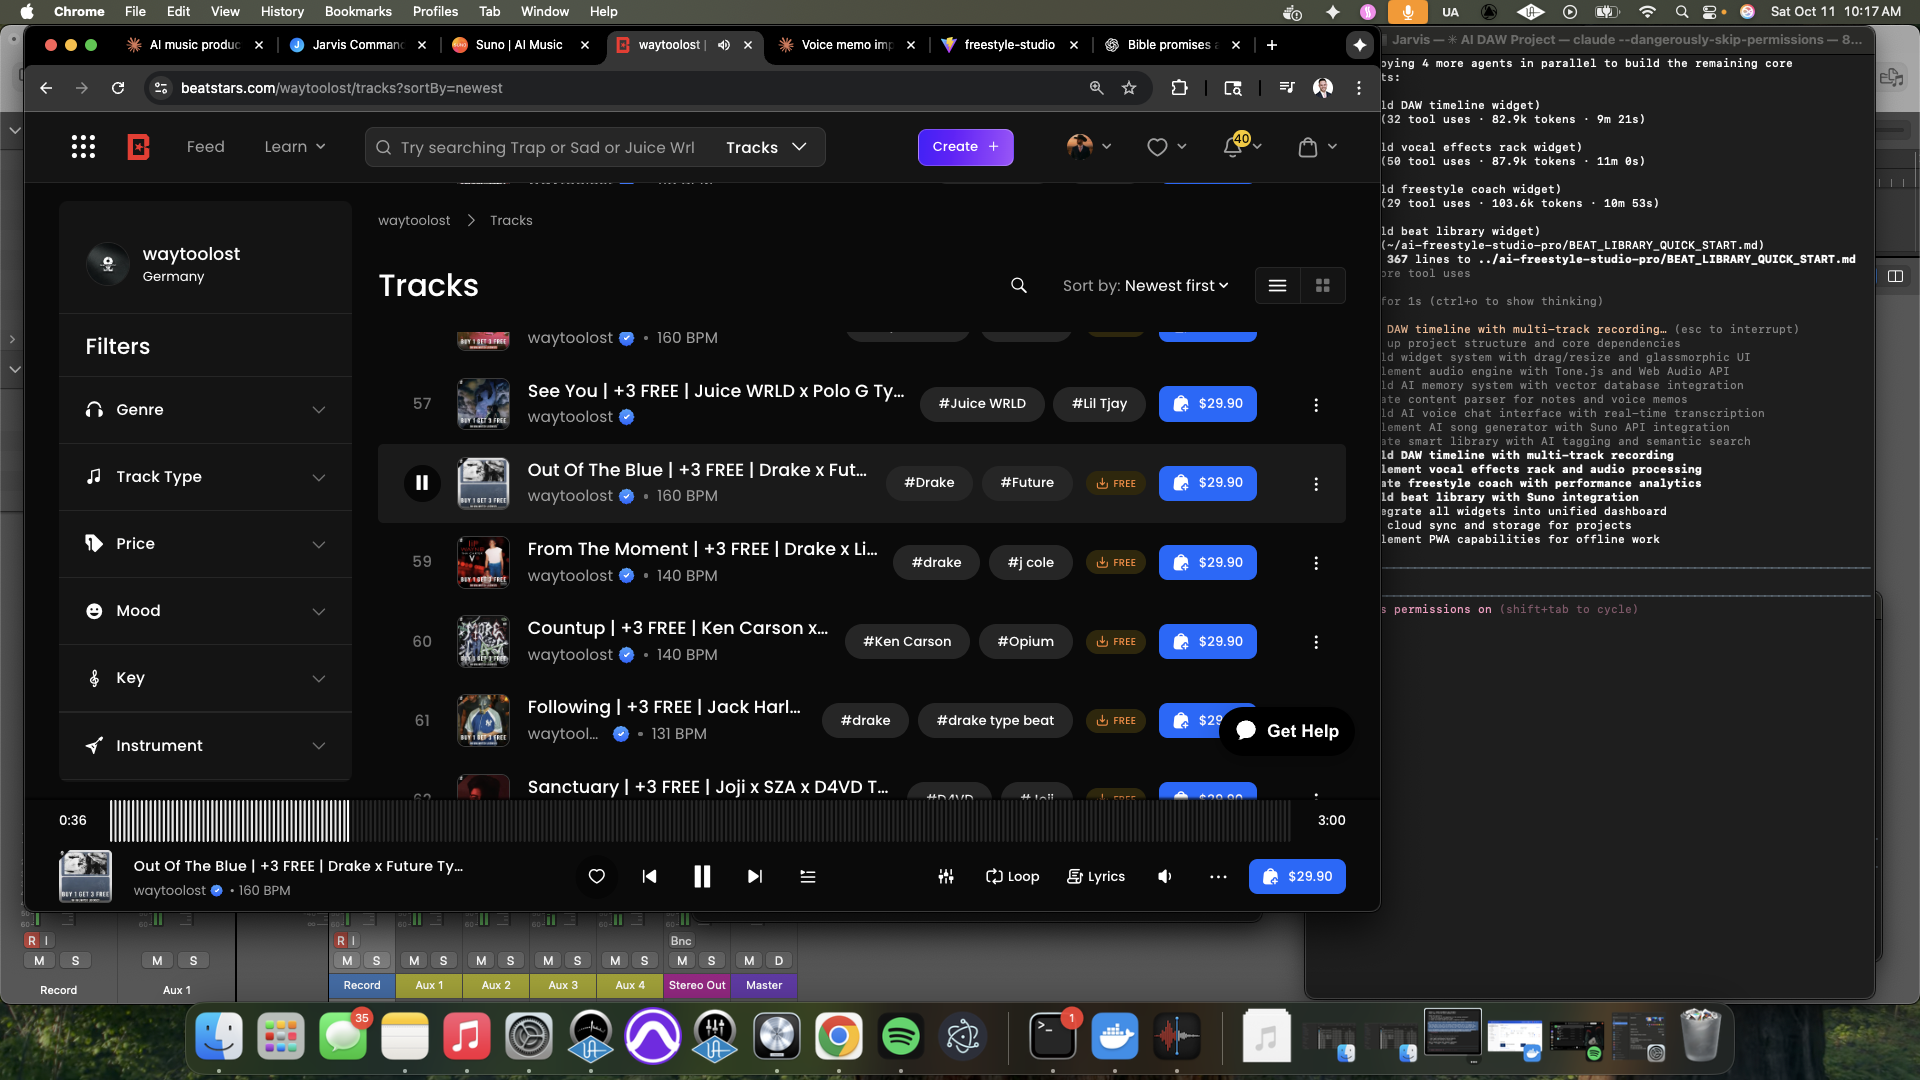 Chrome File Edit View History Bookmarks Profiles Tab Window Help
UA
Sat Oct 11 10:17 AM
AI music produc
Jarvis Comman
Suno | AI Music
waytoolost |
Voice memo im
freestyle-studio
Bible promises
Jarvis — ✳ AI DAW Project — claude --dangerously-skip-permissions — 8...
beatstars.com/waytoolost/tracks?sortBy=newest
Feed
Learn
Try searching Trap or Sad or Juice Wrl
Tracks
Create +
40
waytoolost > Tracks
waytoolost
Germany
Filters
Genre
Track Type
Price
Mood
Key
Instrument
Tracks
Sort by: Newest first
waytoolost • 160 BPM
57
See You | +3 FREE | Juice WRLD x Polo G Ty...
waytoolost
#Juice WRLD
#Lil Tjay
$29.90
Out Of The Blue | +3 FREE | Drake x Fut...
waytoolost • 160 BPM
#Drake
#Future
FREE
$29.90
59
From The Moment | +3 FREE | Drake x Li...
waytoolost • 140 BPM
#drake
#j cole
FREE
$29.90
60
Countup | +3 FREE | Ken Carson x...
waytoolost • 140 BPM
#Ken Carson
#Opium
FREE
$29.90
61
Following | +3 FREE | Jack Harl...
waytool... • 131 BPM
#drake
#drake type beat
FREE
Get Help
Sanctuary | +3 FREE | Joji x SZA x D4VD T...
#D4VD
#Joji
FREE
$29.90
0:36
3:00
Out Of The Blue | +3 FREE | Drake x Future Ty...
waytoolost • 160 BPM
Loop
Lyrics
$29.90
oying 4 more agents in parallel to build the remaining core
ts:
ld DAW timeline widget)
(32 tool uses · 82.9k tokens · 9m 21s)
ld vocal effects rack widget)
(50 tool uses · 87.9k tokens · 11m 0s)
ld freestyle coach widget)
(29 tool uses · 103.6k tokens · 10m 53s)
ld beat library widget)
(~/ai-freestyle-studio-pro/BEAT_LIBRARY_QUICK_START.md)
367 lines to ../ai-freestyle-studio-pro/BEAT_LIBRARY_QUICK_START.md
ore tool uses
for 1s (ctrl+o to show thinking)
DAW timeline with multi-track recording… (esc to interrupt)
up project structure and core dependencies
ld widget system with drag/resize and glassmorphic UI
lement audio engine with Tone.js and Web Audio API
ld AI memory system with vector database integration
ate content parser for notes and voice memos
ld AI voice chat interface with real-time transcription
lement AI song generator with Suno API integration
ate smart library with AI tagging and semantic search
ld DAW timeline with multi-track recording
lement vocal effects rack and audio processing
ate freestyle coach with performance analytics
ld beat library with Suno integration
egrate all widgets into unified dashboard
cloud sync and storage for projects
lement PWA capabilities for offline work
s permissions on (shift+tab to cycle)
R I
R I
Bnc
M S M S M S M S M S M S M S M S M D
Record
Aux 1
Record
Aux 1
Aux 2
Aux 3
Aux 4
Stereo Out
Master
35
1